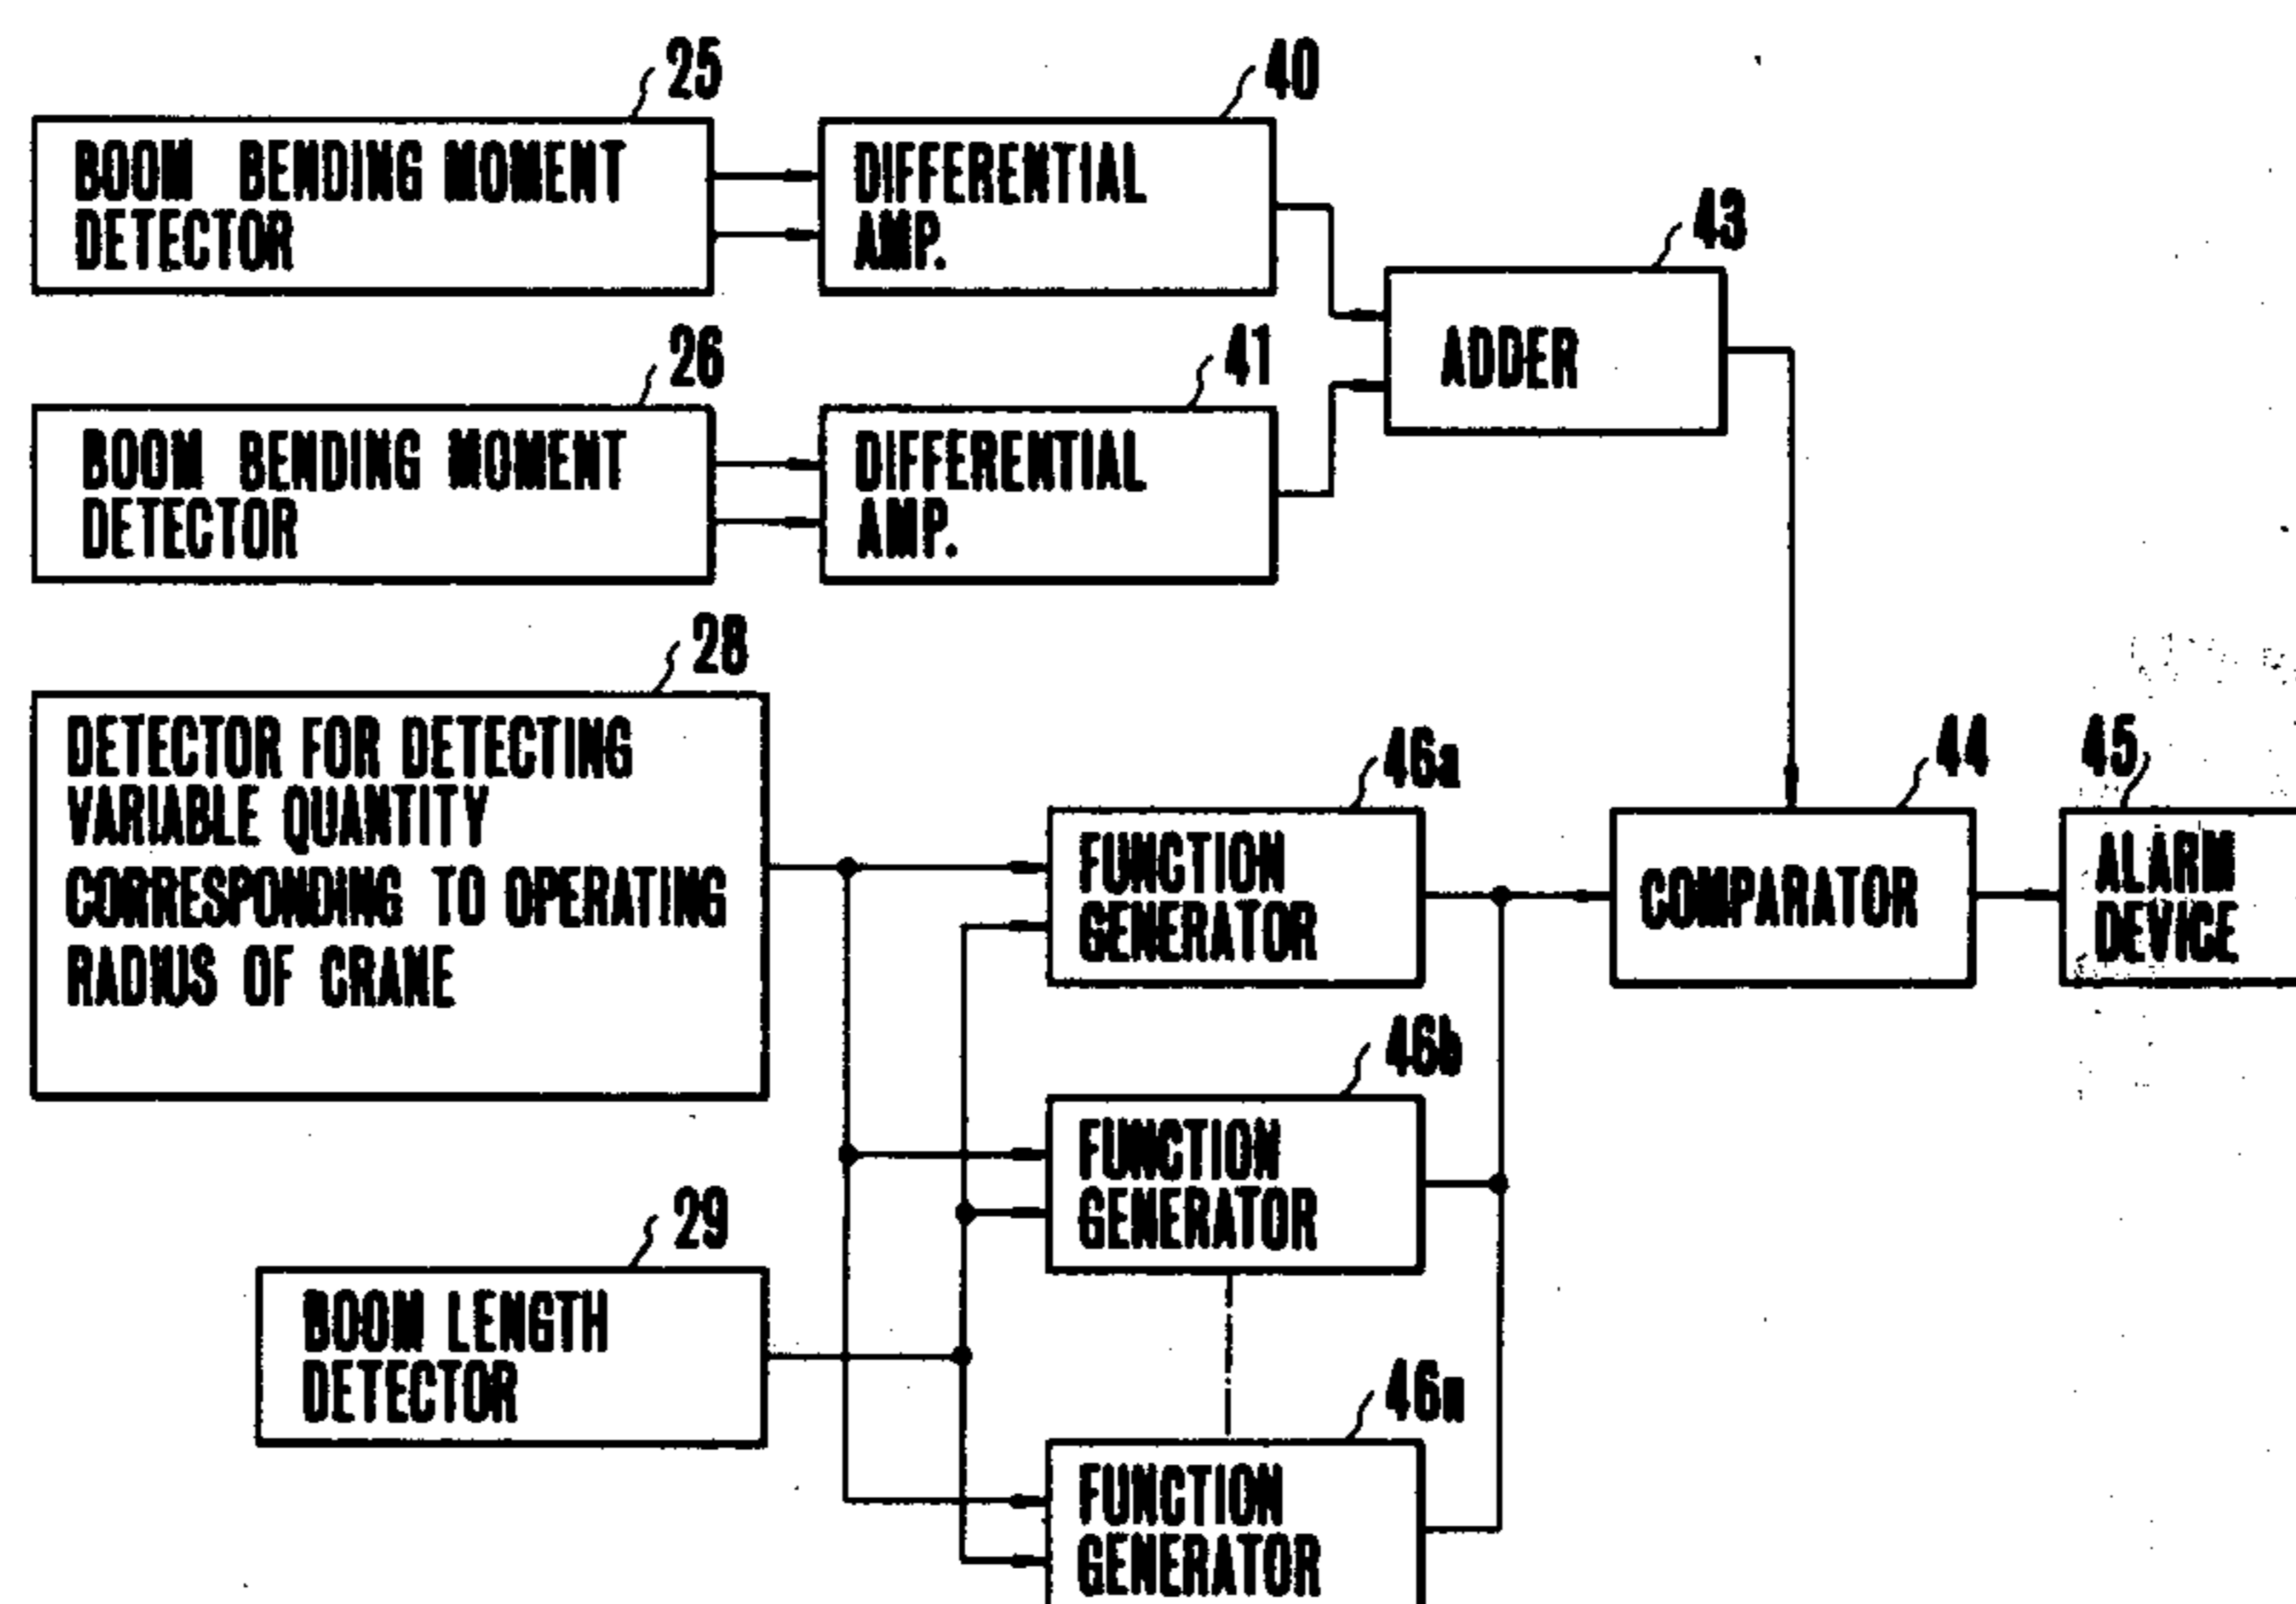 25
40
BOOM BENDING MOMENT
DETECTOR
DIFFERENTIAL
AMP.
43
ADDER
26
41
BOOM BENDING MOMENT
DETECTOR
DIFFERENTIAL
AMP.
28
DETECTOR FOR DETECTING
VARIABLE QUANTITY
CORRESPONDING TO OPERATING
RADIUS OF CRANE
46a
FUNCTION
GENERATOR
44
COMPARATOR
45
ALARM
DEVICE
46b
FUNCTION
GENERATOR
29
BOOM LENGTH
DETECTOR
46n
FUNCTION
GENERATOR